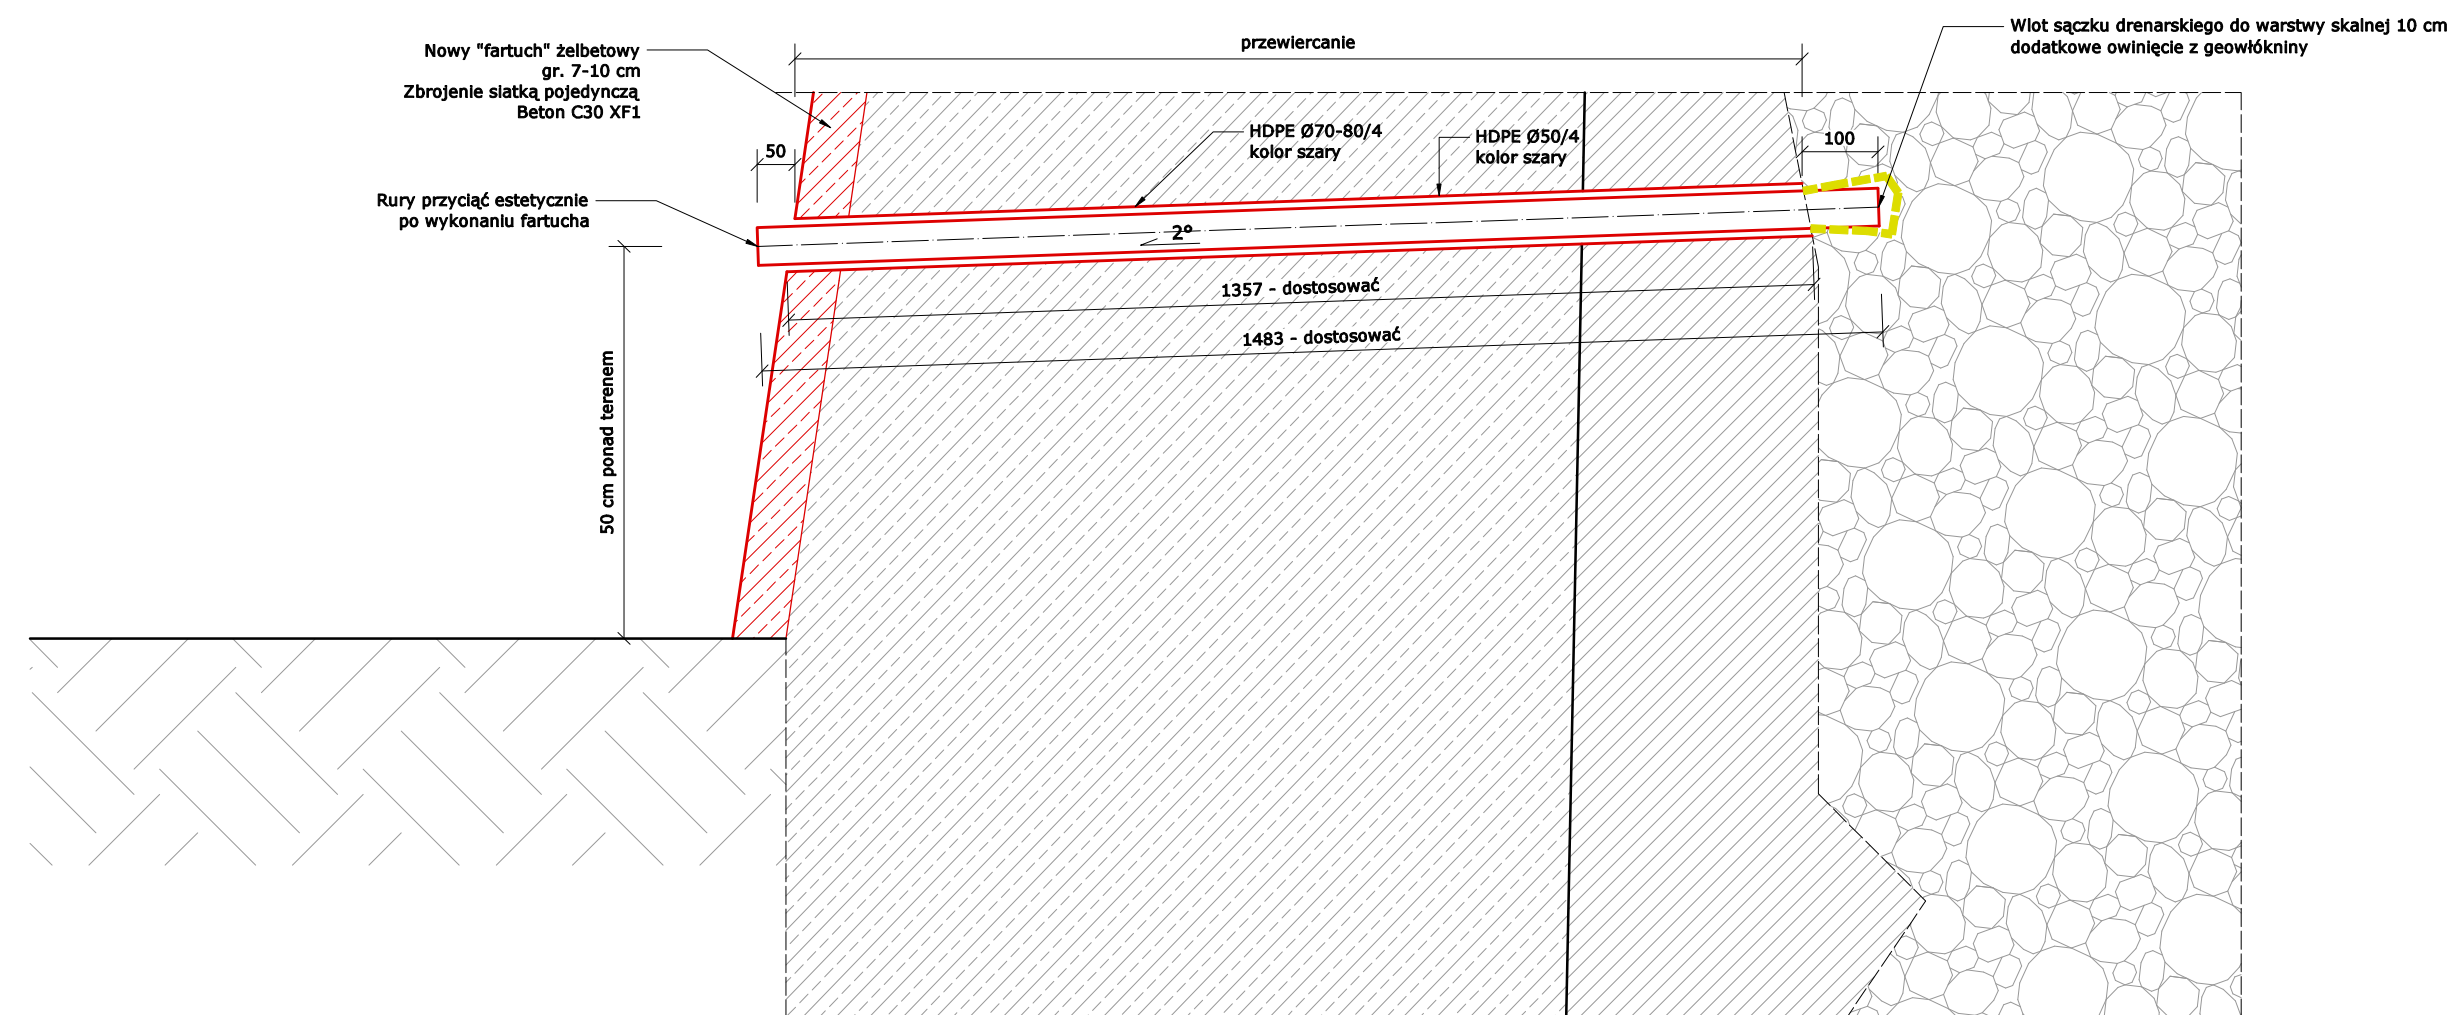 Nowy "fartuch" żelbetowy
gr. 7-10 cm
Zbrojenie siatką pojedynczą
Beton C30 XF1
przewiercanie
Wlot sączku drenarskiego do warstwy skalnej 10 cm
dodatkowe owinięcie z geowłókniny
50
HDPE Ø70-80/4
kolor szary
HDPE Ø50/4
kolor szary
100
Rury przyciąć estetycznie
po wykonaniu fartucha
2°
1357 - dostosować
1483 - dostosować
50 cm ponad terenem